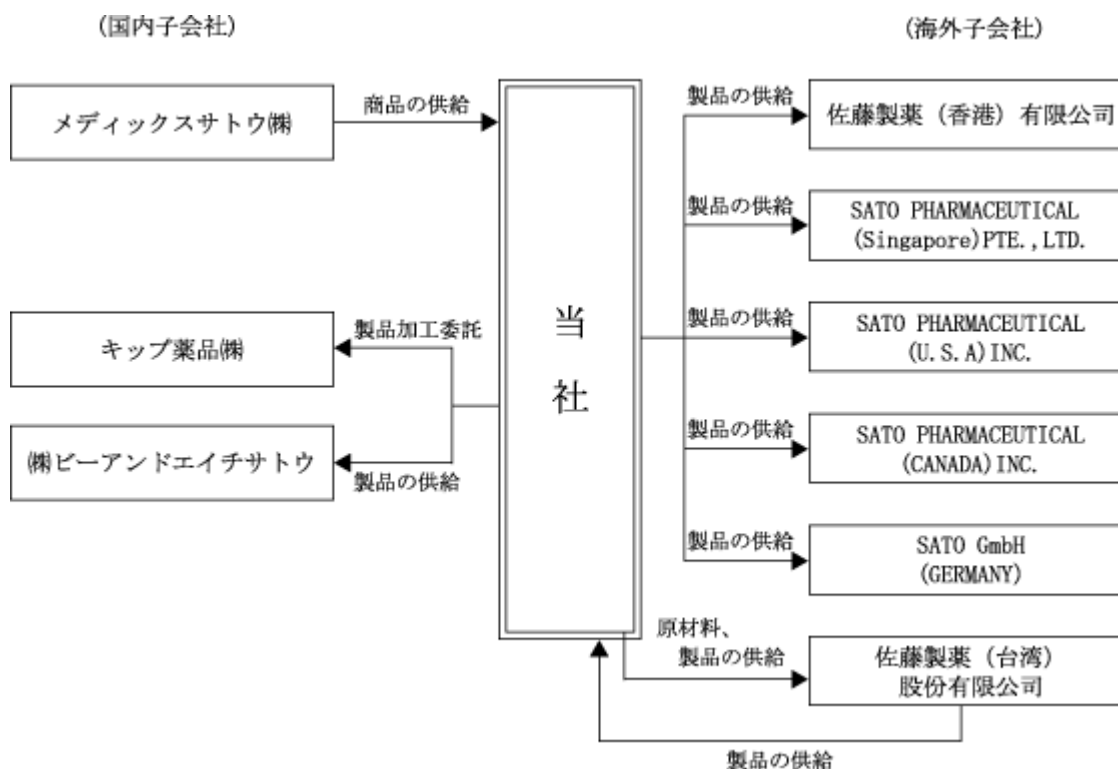 (国内子会社)
(海外子会社)
メディックスサトウ㈱
商品の供給
キップ薬品㈱
製品加工委託
㈱ビーアンドエイチサトウ
製品の供給
当
社
製品の供給
佐藤製薬（香港）有限公司
製品の供給
SATO PHARMACEUTICAL
(Singapore)PTE.,LTD.
製品の供給
SATO PHARMACEUTICAL
(U.S.A)INC.
製品の供給
SATO PHARMACEUTICAL
(CANADA)INC.
製品の供給
SATO GmbH
(GERMANY)
原材料、
製品の供給
佐藤製薬（台湾）
股份有限公司
製品の供給